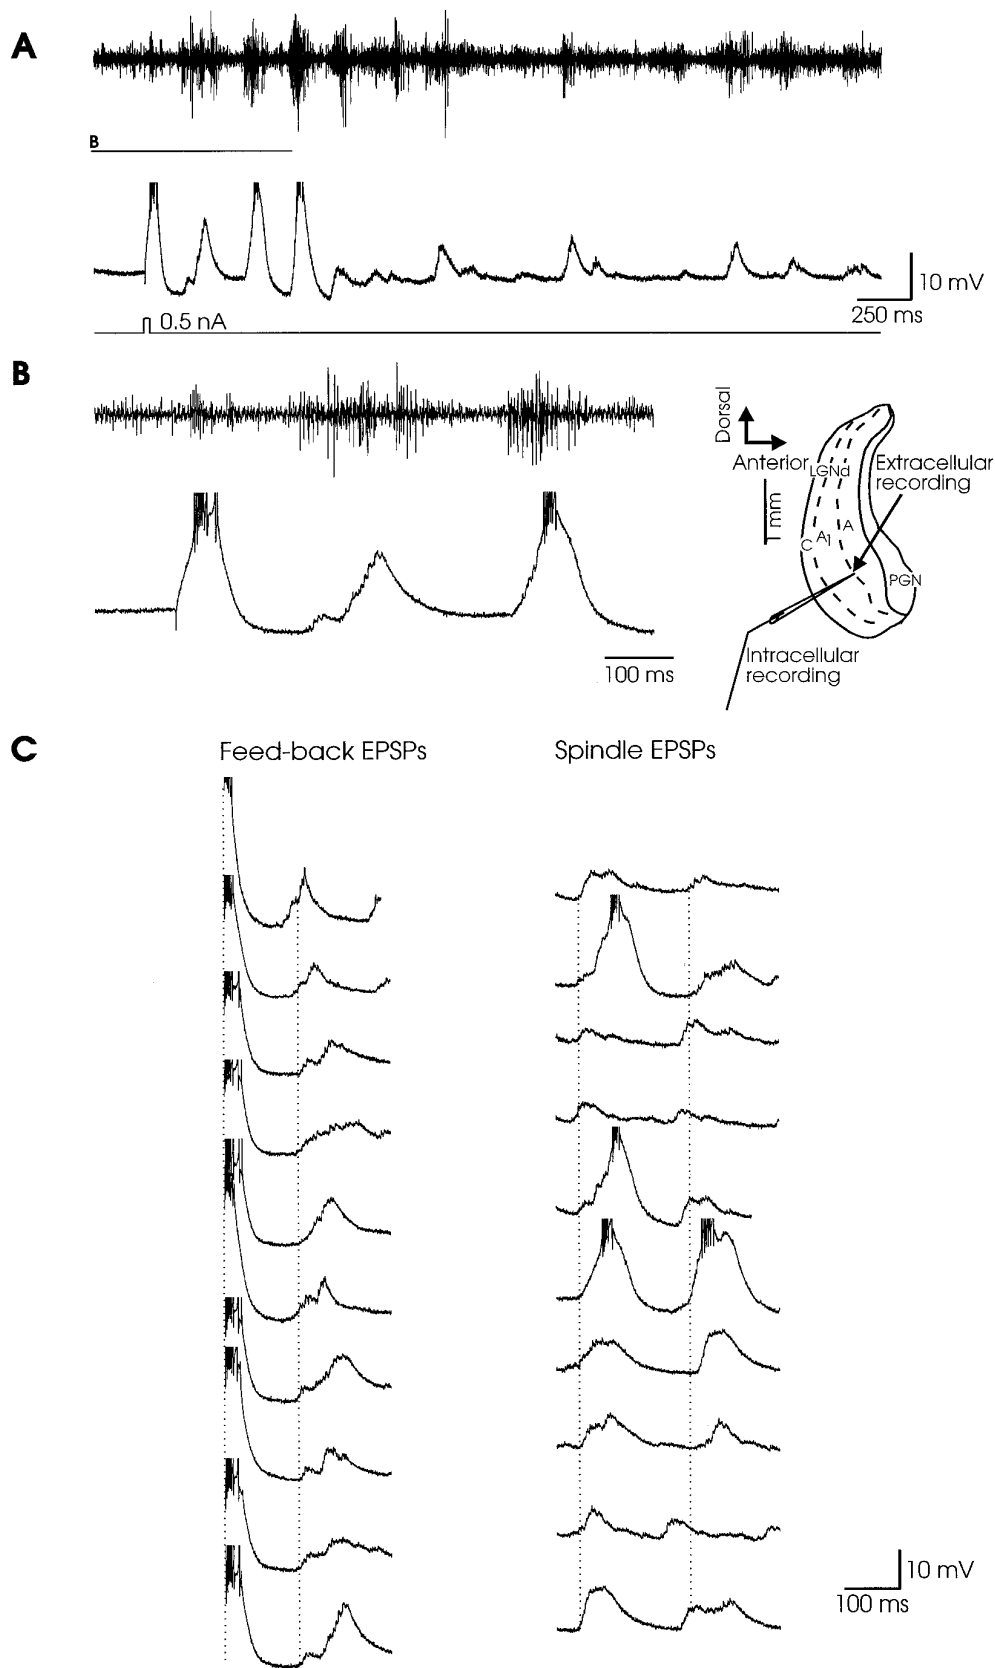 A
B
10 mV
250 ms
0.5 nA
B
Dorsal
Anterior
LGNd
Extracellular
recording
1 mm
C
A1
A
PGN
Intracellular
recording
100 ms
C
Feed-back EPSPs
Spindle EPSPs
10 mV
100 ms